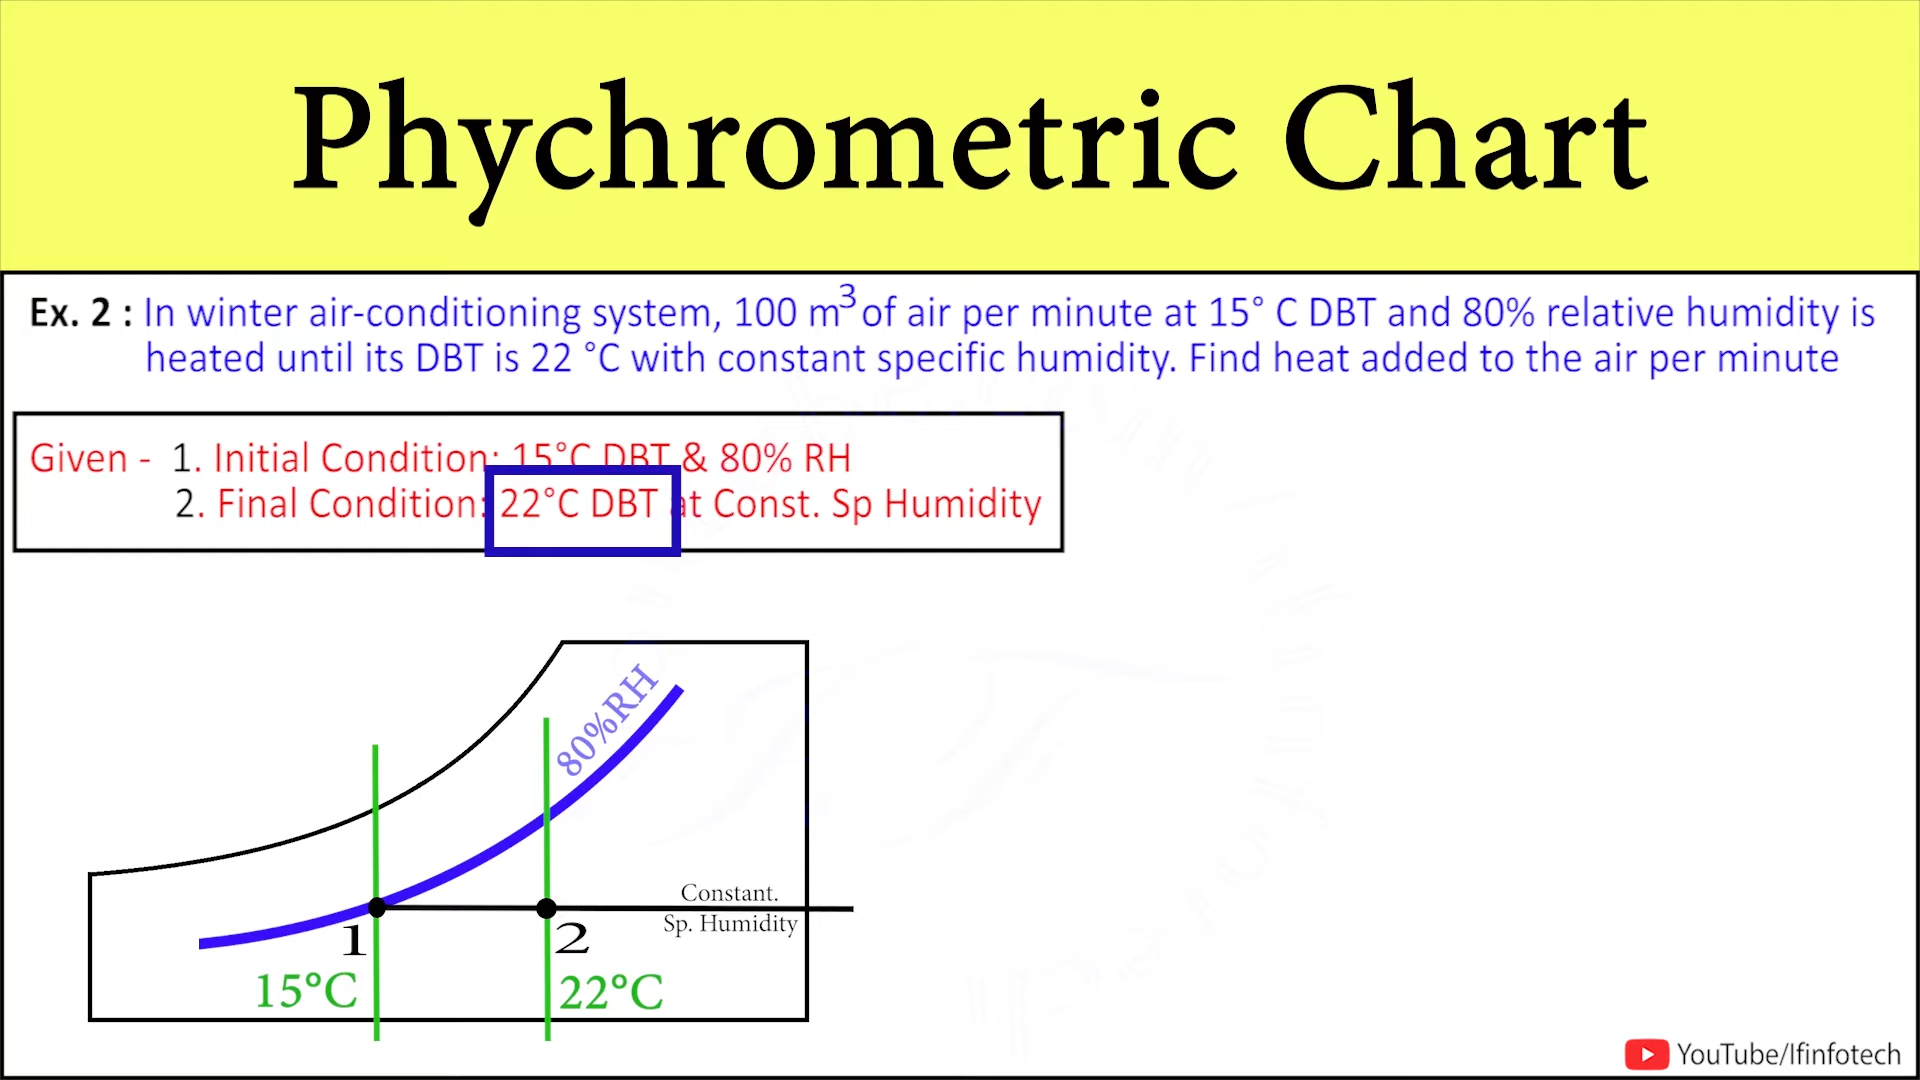 Phychrometric Chart
Ex. 2 : In winter air-conditioning system, 100 m³ of air per minute at 15° C DBT and 80% relative humidity is
heated until its DBT is 22 °C with constant specific humidity. Find heat added to the air per minute
Given - 1. Initial Condition: 15°C DBT & 80% RH
2. Final Condition: 22°C DBT at Const. Sp Humidity
80%RH
Constant.
Sp. Humidity
1
2
15°C
22°C
YouTube/lfinfotech